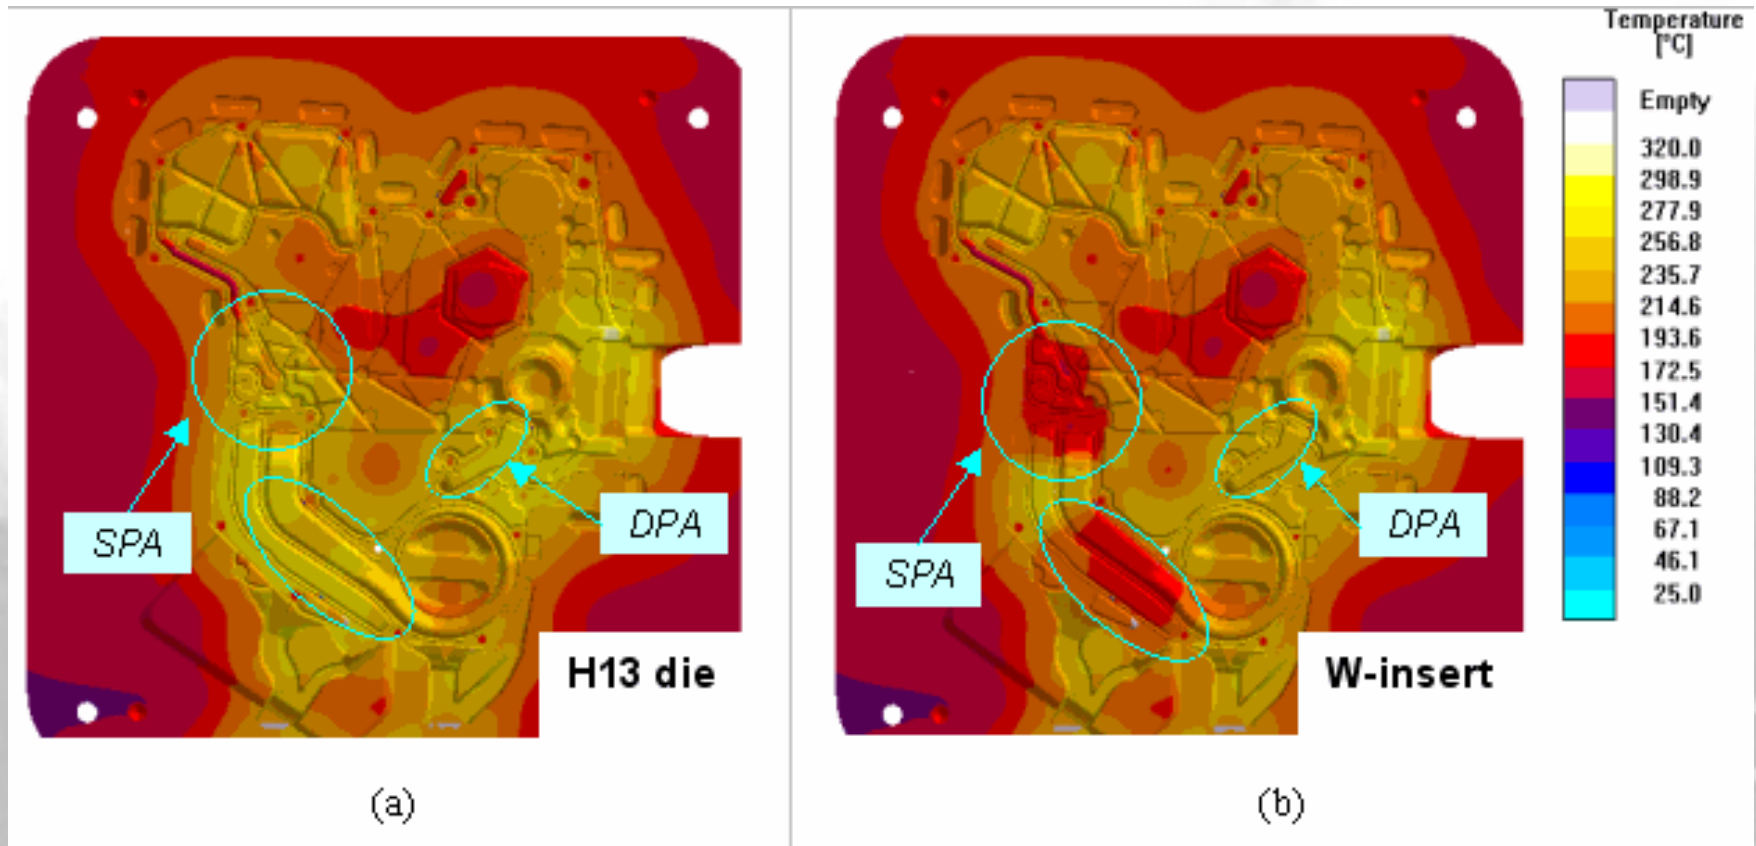 Temperature
[°C]
Empty
320.0
298.9
277.9
256.8
235.7
214.6
193.6
172.5
151.4
130.4
109.3
88.2
67.1
46.1
25.0
SPA
DPA
H13 die
(a)
SPA
DPA
W-insert
(b)